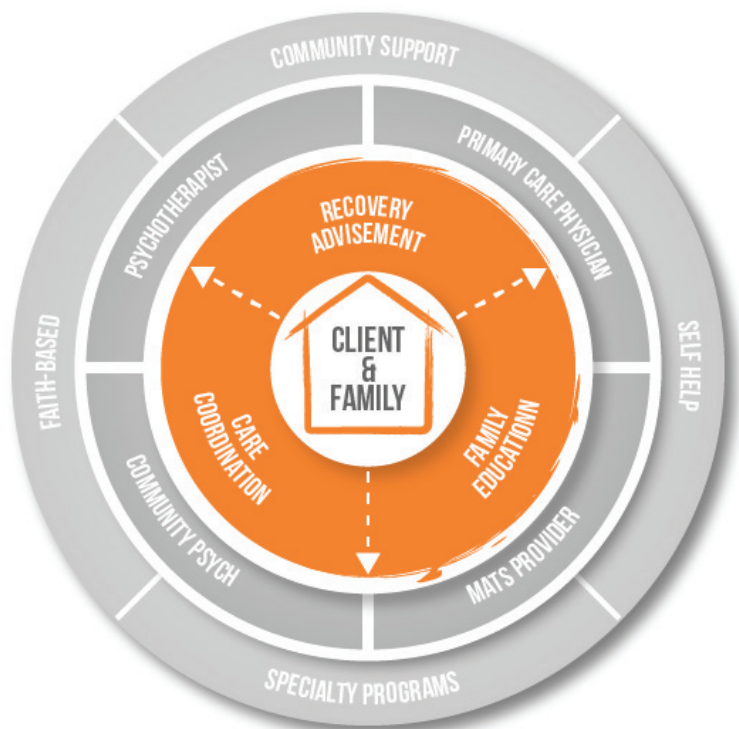 COMMUNITY SUPPORT
PSYCHOTHERAPIST
PRIMARY CARE PHYSICIAN
RECOVERY
ADVISEMENT
FAITH-BASED
CLIENT
&
FAMILY
SELF HELP
CARE
COORDINATION
FAMILY
EDUCATIONN
COMMUNITY PSYCH
MATS PROVIDER
SPECIALTY PROGRAMS